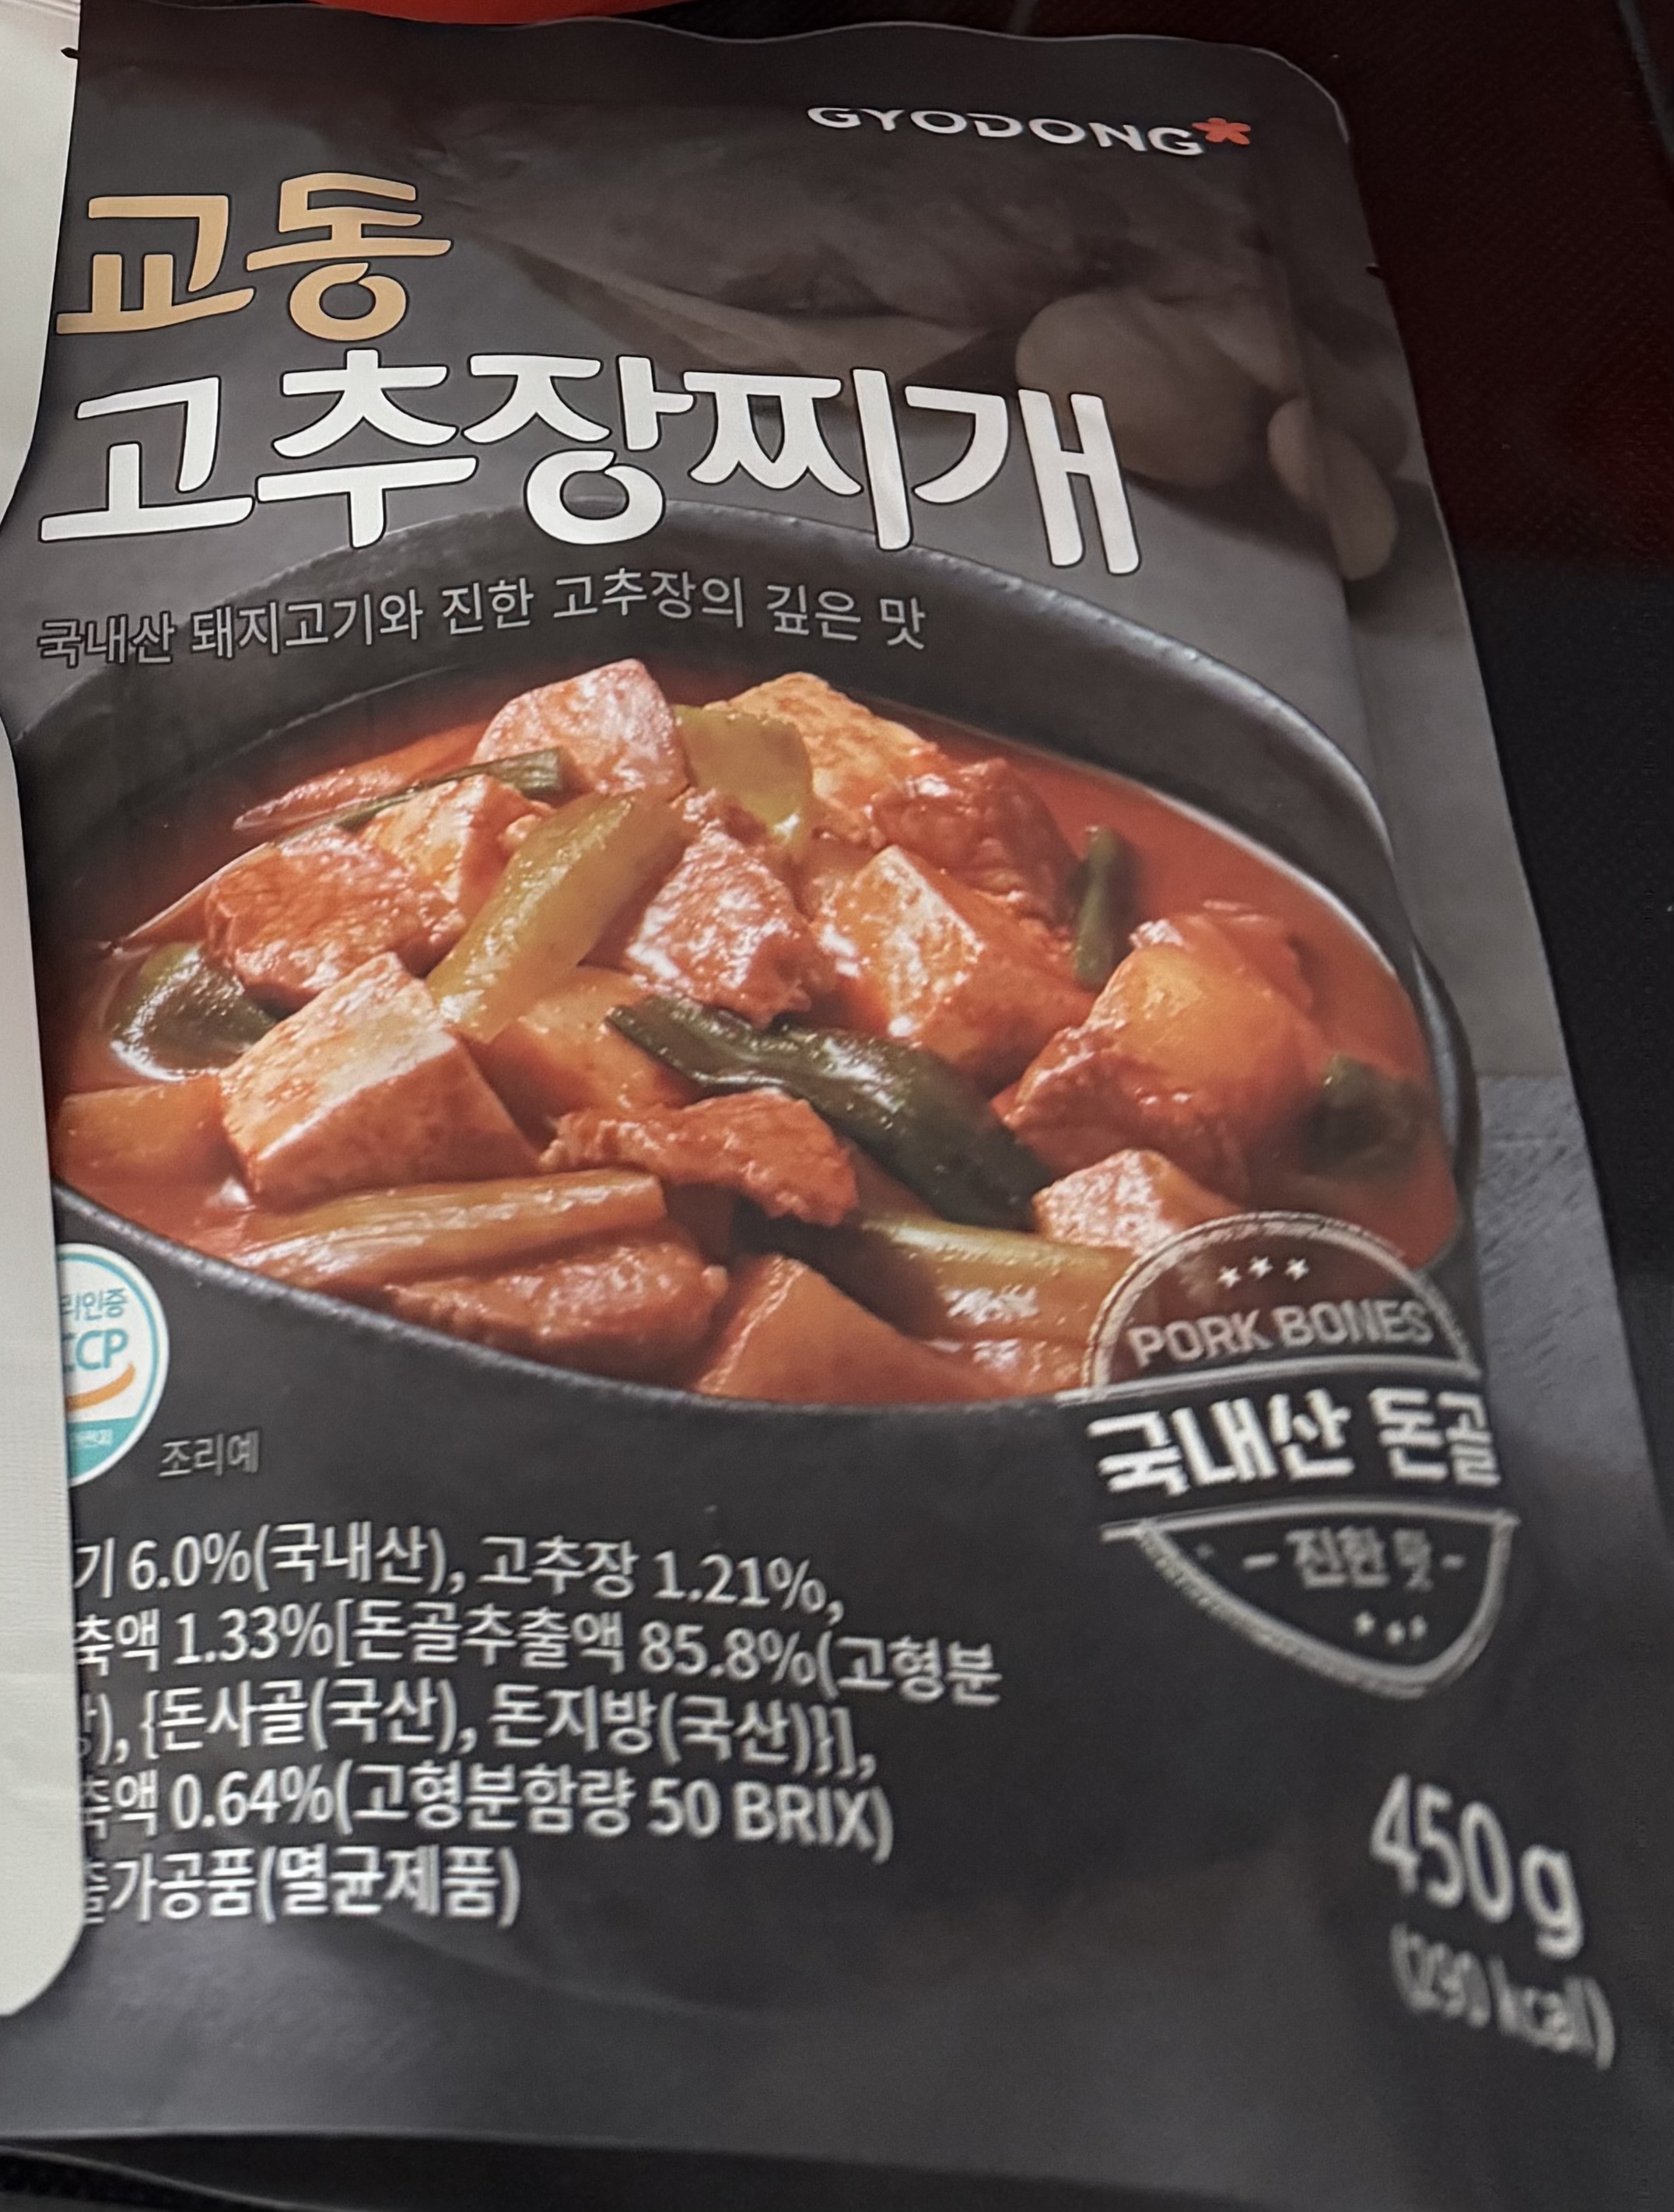 GYODONG
교동
고추장찌개
국내산 돼지고기와 진한 고추장의 깊은 맛
PORK BONES
국내산 돈골
- 진한 맛 -
리인증
CCP
조리예
기 6.0%(국내산), 고추장 1.21%,
축액 1.33%[돈골추출액 85.8%(고형분
), {돈사골(국산), 돈지방(국산)}],
축액 0.64%(고형분함량 50 BRIX)
가공품(멸균제품)
450g
(290 kcal)